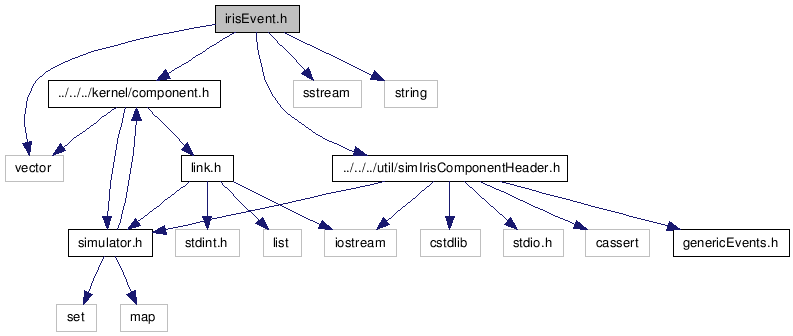 irisEvent.h
../../../kernel/component.h
sstream
string
vector
link.h
../../../util/simIrisComponentHeader.h
simulator.h
stdint.h
list
iostream
cstdlib
stdio.h
cassert
genericEvents.h
set
map